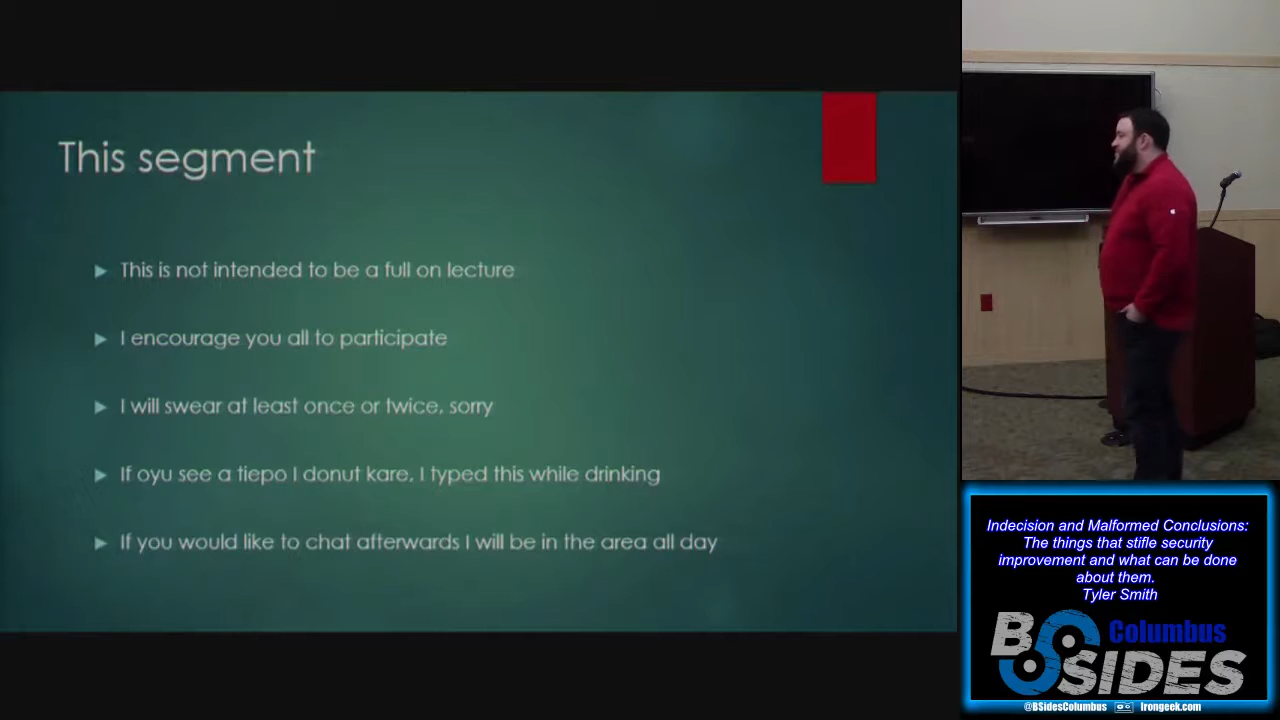 This segment
This is not intended to be a full on lecture
I encourage you all to participate
I will swear at least once or twice, sorry
If oyu see a tiepo I donut kare. I typed this while drinking
If you would like to chat afterwards I will be in the area all day
Indecision and Malformed Conclusions:
The things that stifle security
improvement and what can be done
about them.
Tyler Smith
BSIDES
Columbus
@BSidesColumbus
Irongeek.com